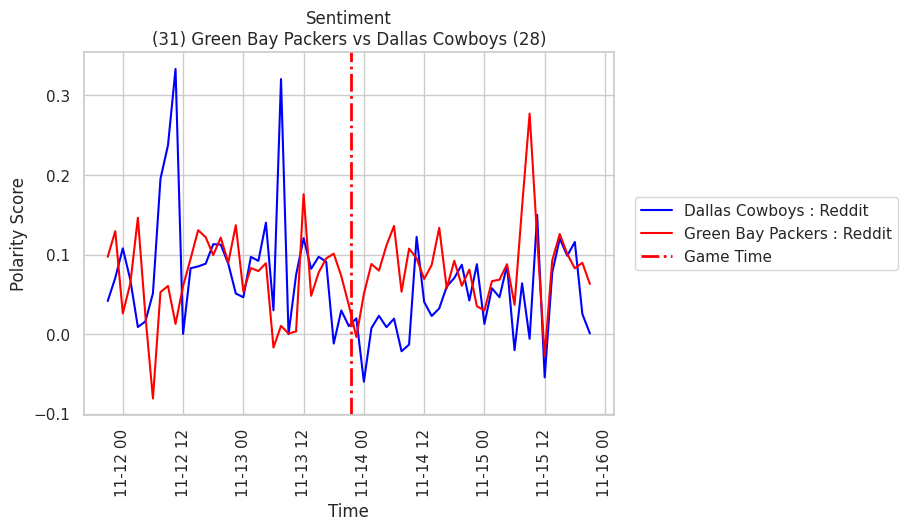 Sentiment
(31) Green Bay Packers vs Dallas Cowboys (28)
Polarity Score
0.3
0.2
0.1
0.0
−0.1
11-12 00
11-12 12
11-13 00
11-13 12
11-14 00
11-14 12
11-15 00
11-15 12
11-16 00
Time
Dallas Cowboys : Reddit
Green Bay Packers : Reddit
Game Time